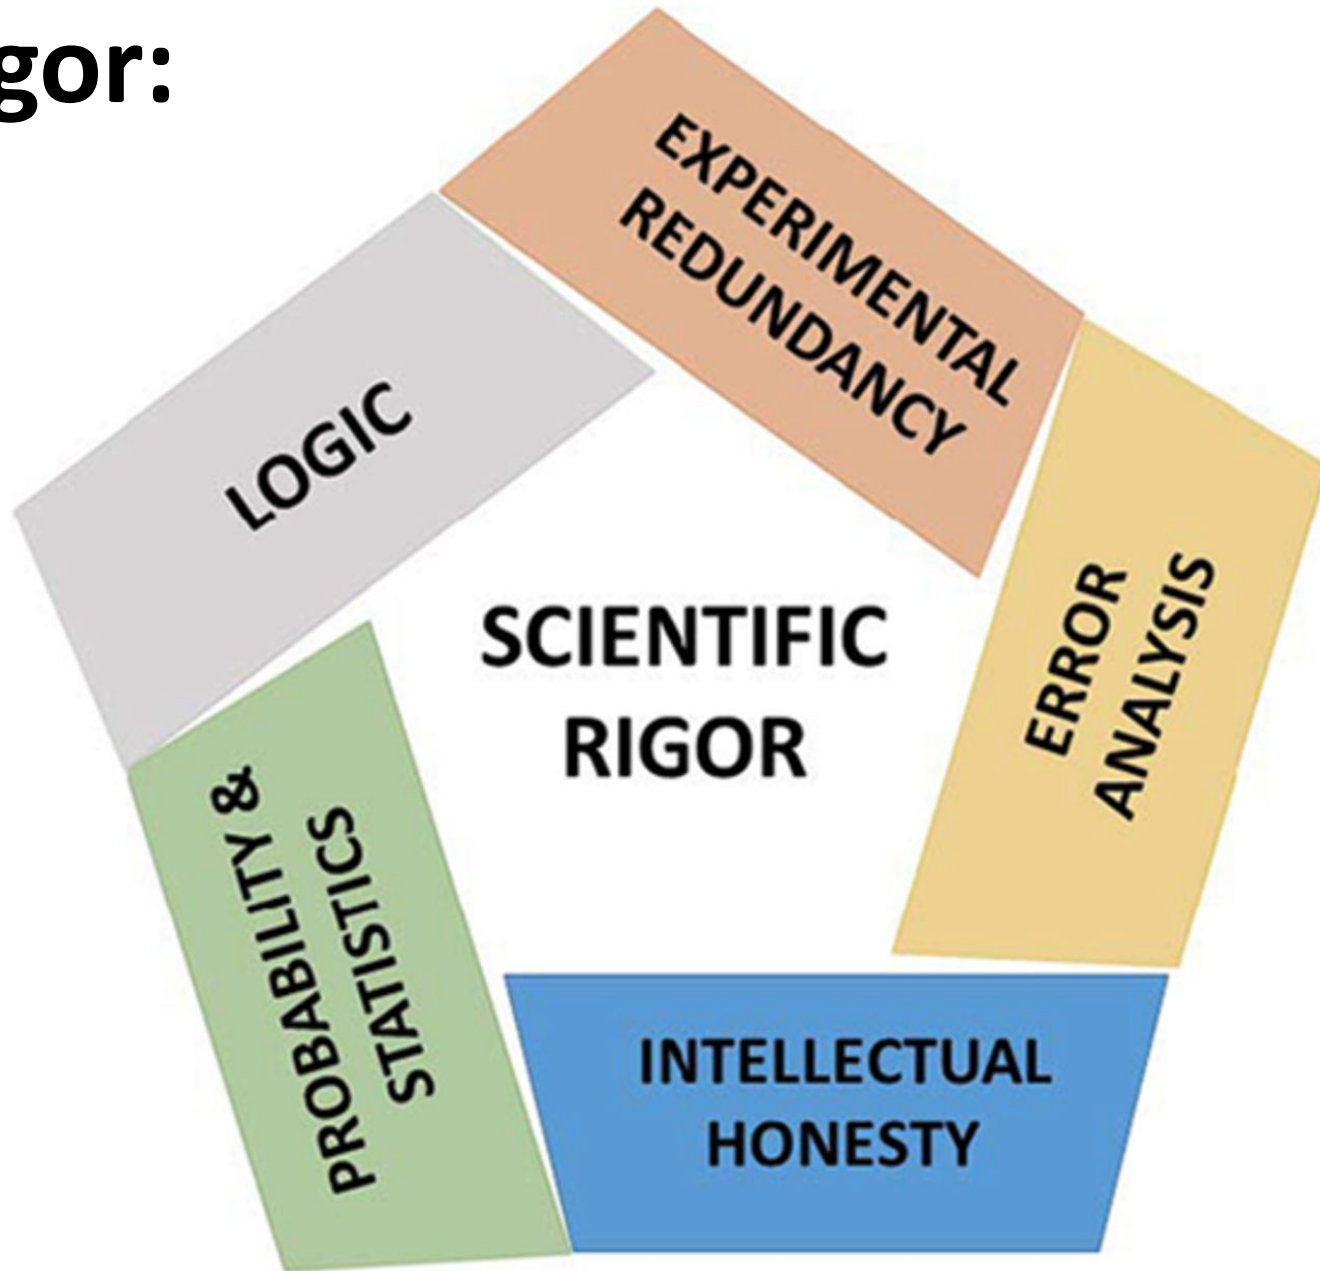 gor:
EXPERIMENTAL
REDUNDANCY
LOGIC
ERROR
ANALYSIS
SCIENTIFIC
RIGOR
PROBABILITY &
STATISTICS
INTELLECTUAL
HONESTY